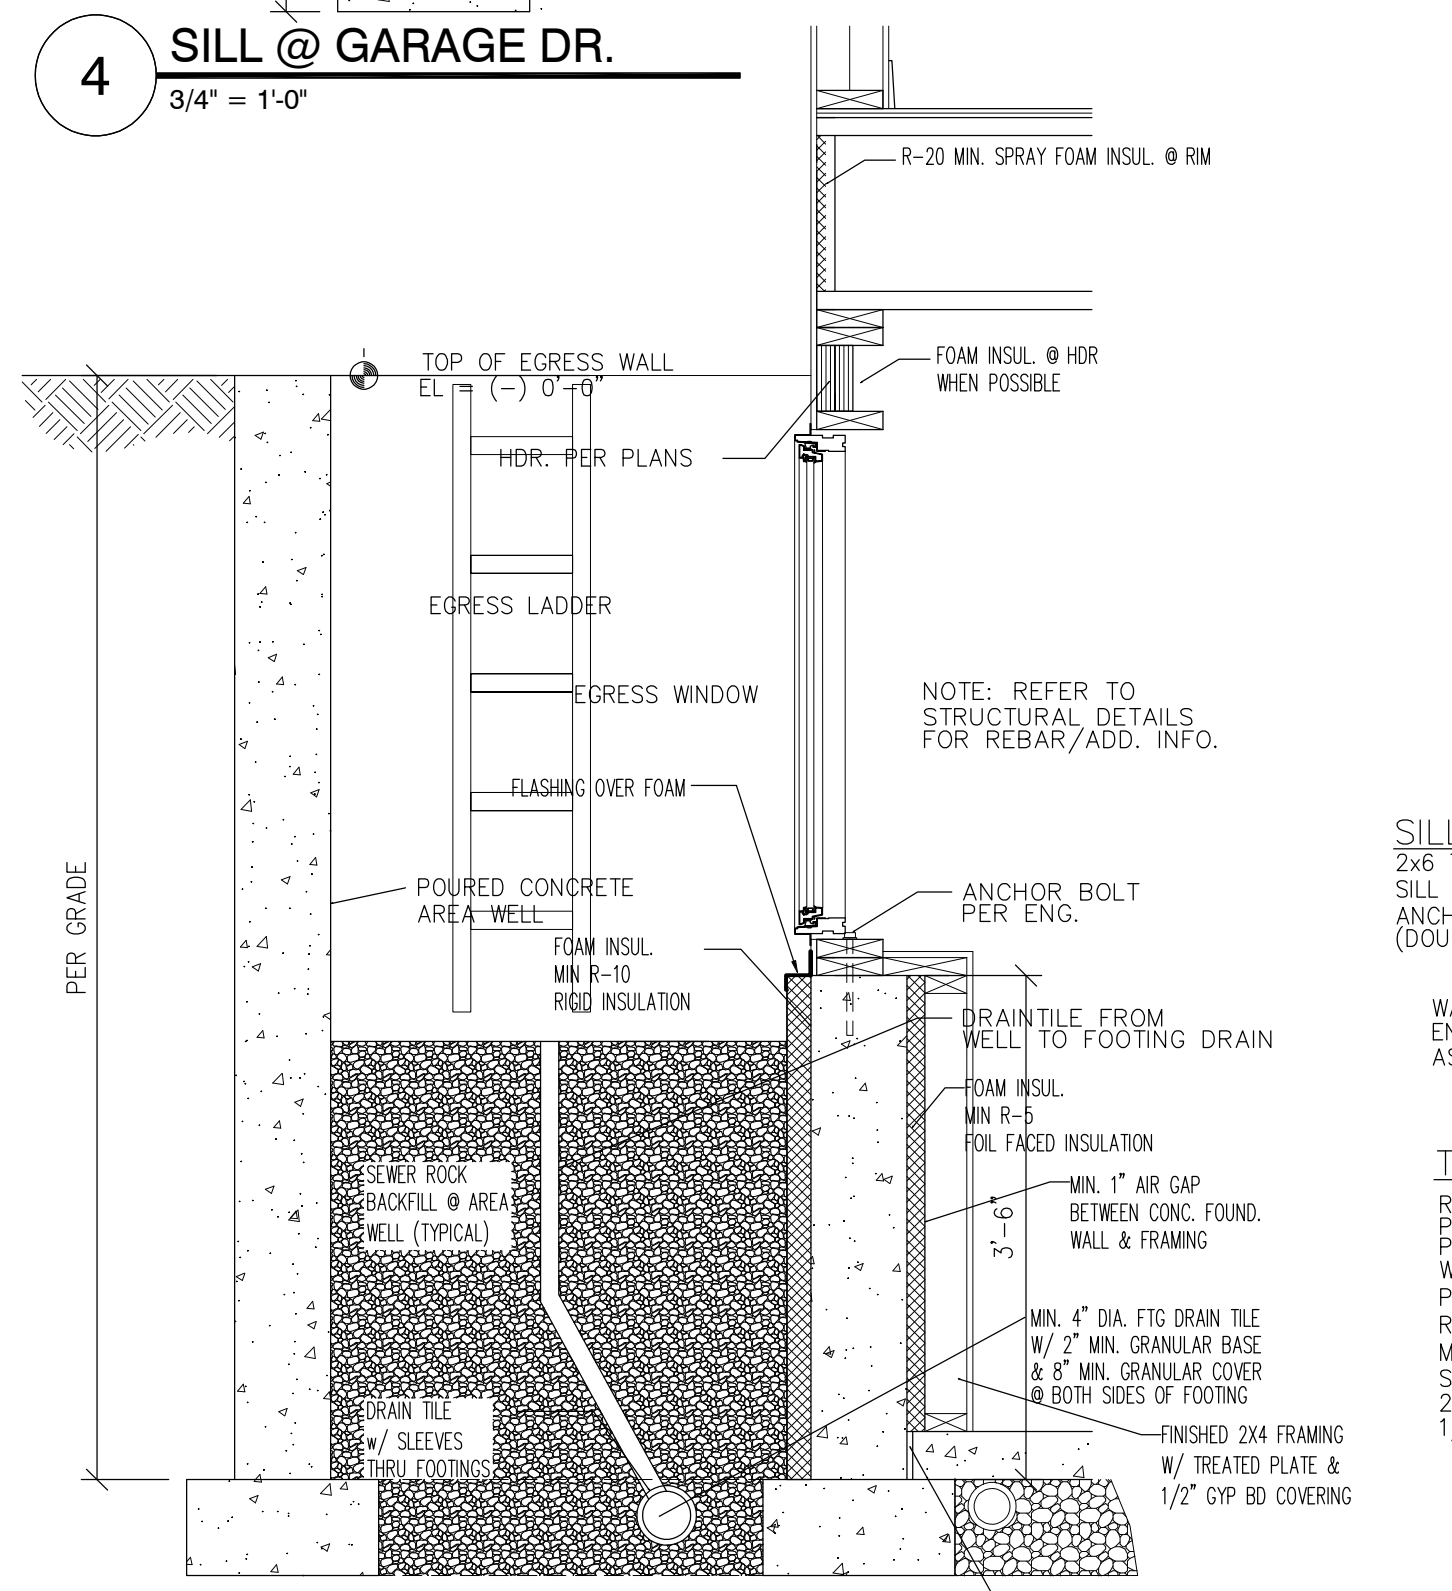 4
SILL @ GARAGE DR.
3/4" = 1'-0"
R-20 MIN. SPRAY FOAM INSUL. @ RIM
TOP OF EGRESS WALL
EL = (-) 0'-0"
FOAM INSUL. @ HDR
WHEN POSSIBLE
HDR. PER PLANS
EGRESS LADDER
EGRESS WINDOW
NOTE: REFER TO
STRUCTURAL DETAILS
FOR REBAR/ADD. INFO.
FLASHING OVER FOAM
PER GRADE
POURED CONCRETE
AREA WELL
ANCHOR BOLT
PER ENG.
FOAM INSUL.
MIN R-10
RIGID INSULATION
DRAINTILE FROM
WELL TO FOOTING DRAIN
FOAM INSUL.
MIN R-5
FOIL FACED INSULATION
SEWER ROCK
BACKFILL @ AREA
WELL (TYPICAL)
MIN. 1" AIR GAP
BETWEEN CONC. FOUND.
WALL & FRAMING
3'-6"
MIN. 4" DIA. FTG DRAIN TILE
W/ 2" MIN. GRANULAR BASE
& 8" MIN. GRANULAR COVER
@ BOTH SIDES OF FOOTING
DRAIN TILE
w/ SLEEVES
THRU FOOTINGS
FINISHED 2X4 FRAMING
W/ TREATED PLATE &
1/2" GYP BD COVERING
SILL
2x6
SILL
ANCH
(DOU